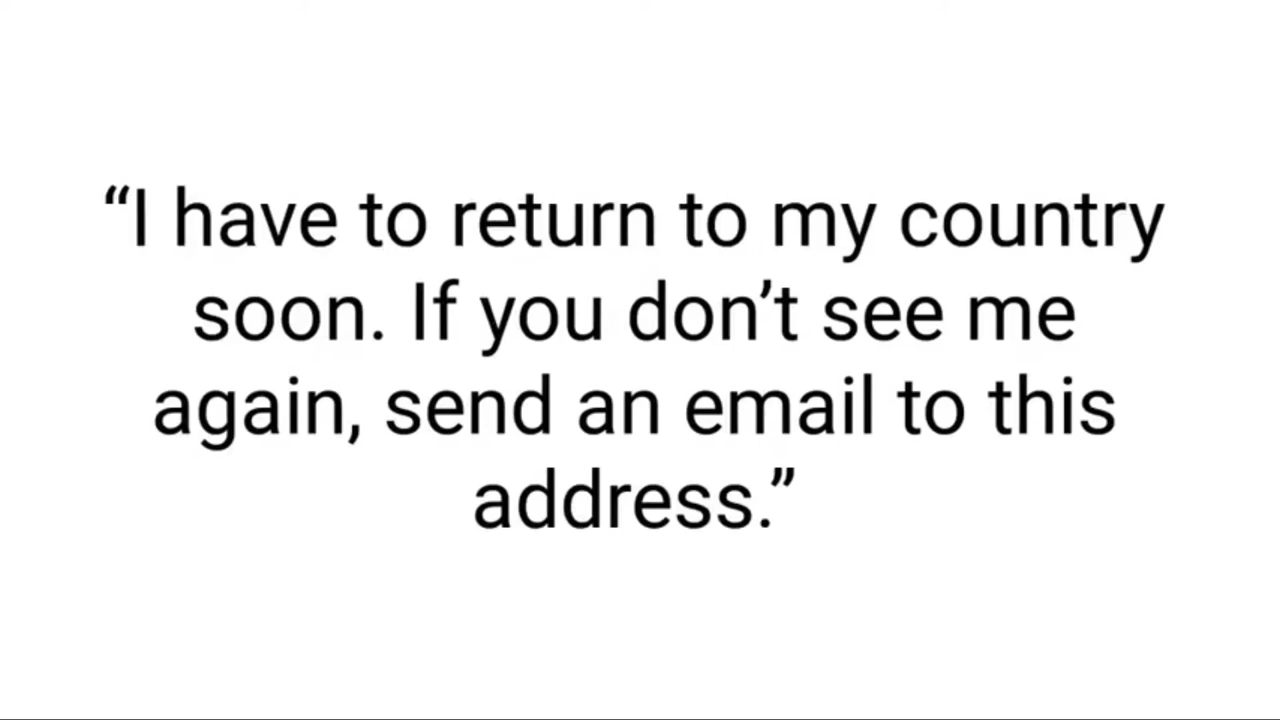 “I have to return to my country
soon. If you don’t see me
again, send an email to this
address.”